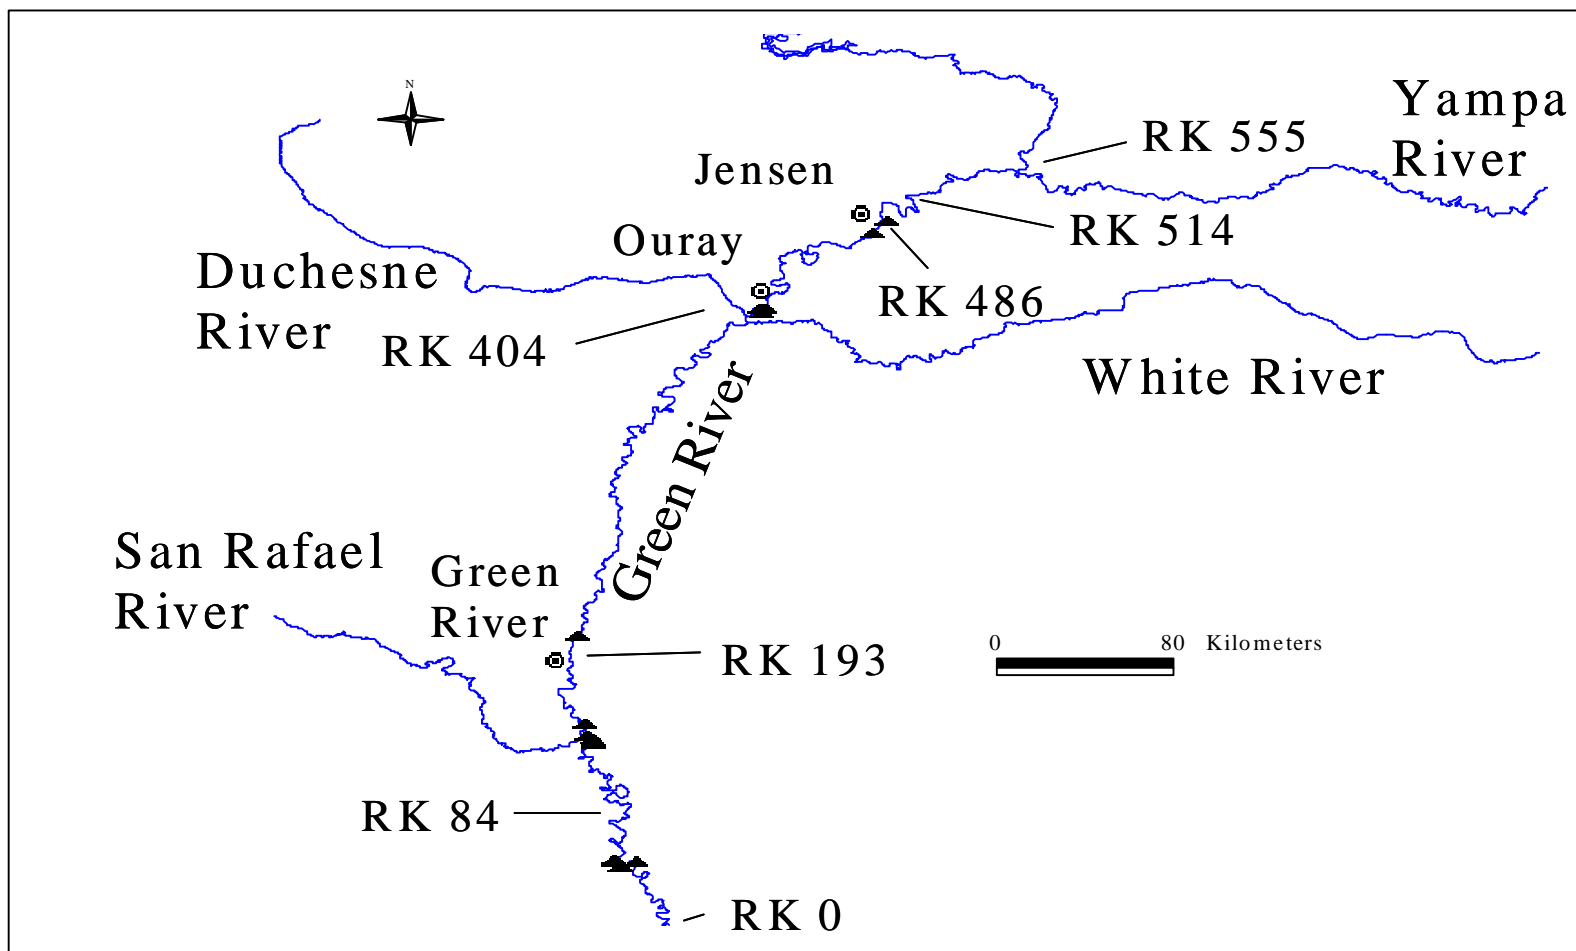 N
Yampa
River
RK 555
Jensen
RK 514
Ouray
Duchesne
River
RK 486
RK 404
White River
Green River
San Rafael
River
Green
River
0 80 Kilometers
RK 193
RK 84
RK 0